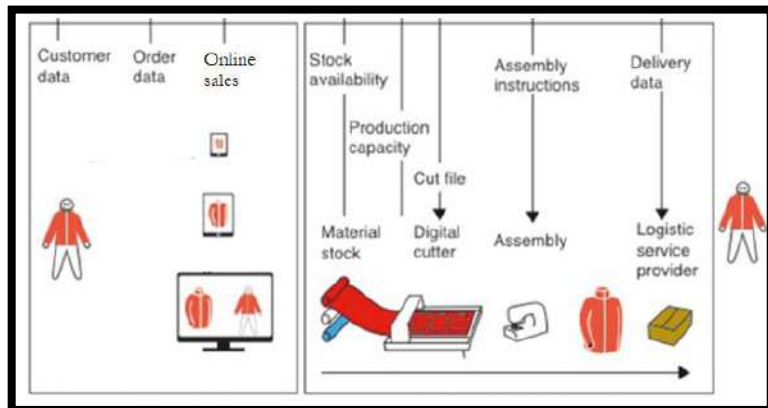 Customer
data
Order
data
Online
sales
Stock
availability
Production
capacity
Cut file
Assembly
instructions
Delivery
data
Material
stock
Digital
cutter
Assembly
Logistic
service
provider